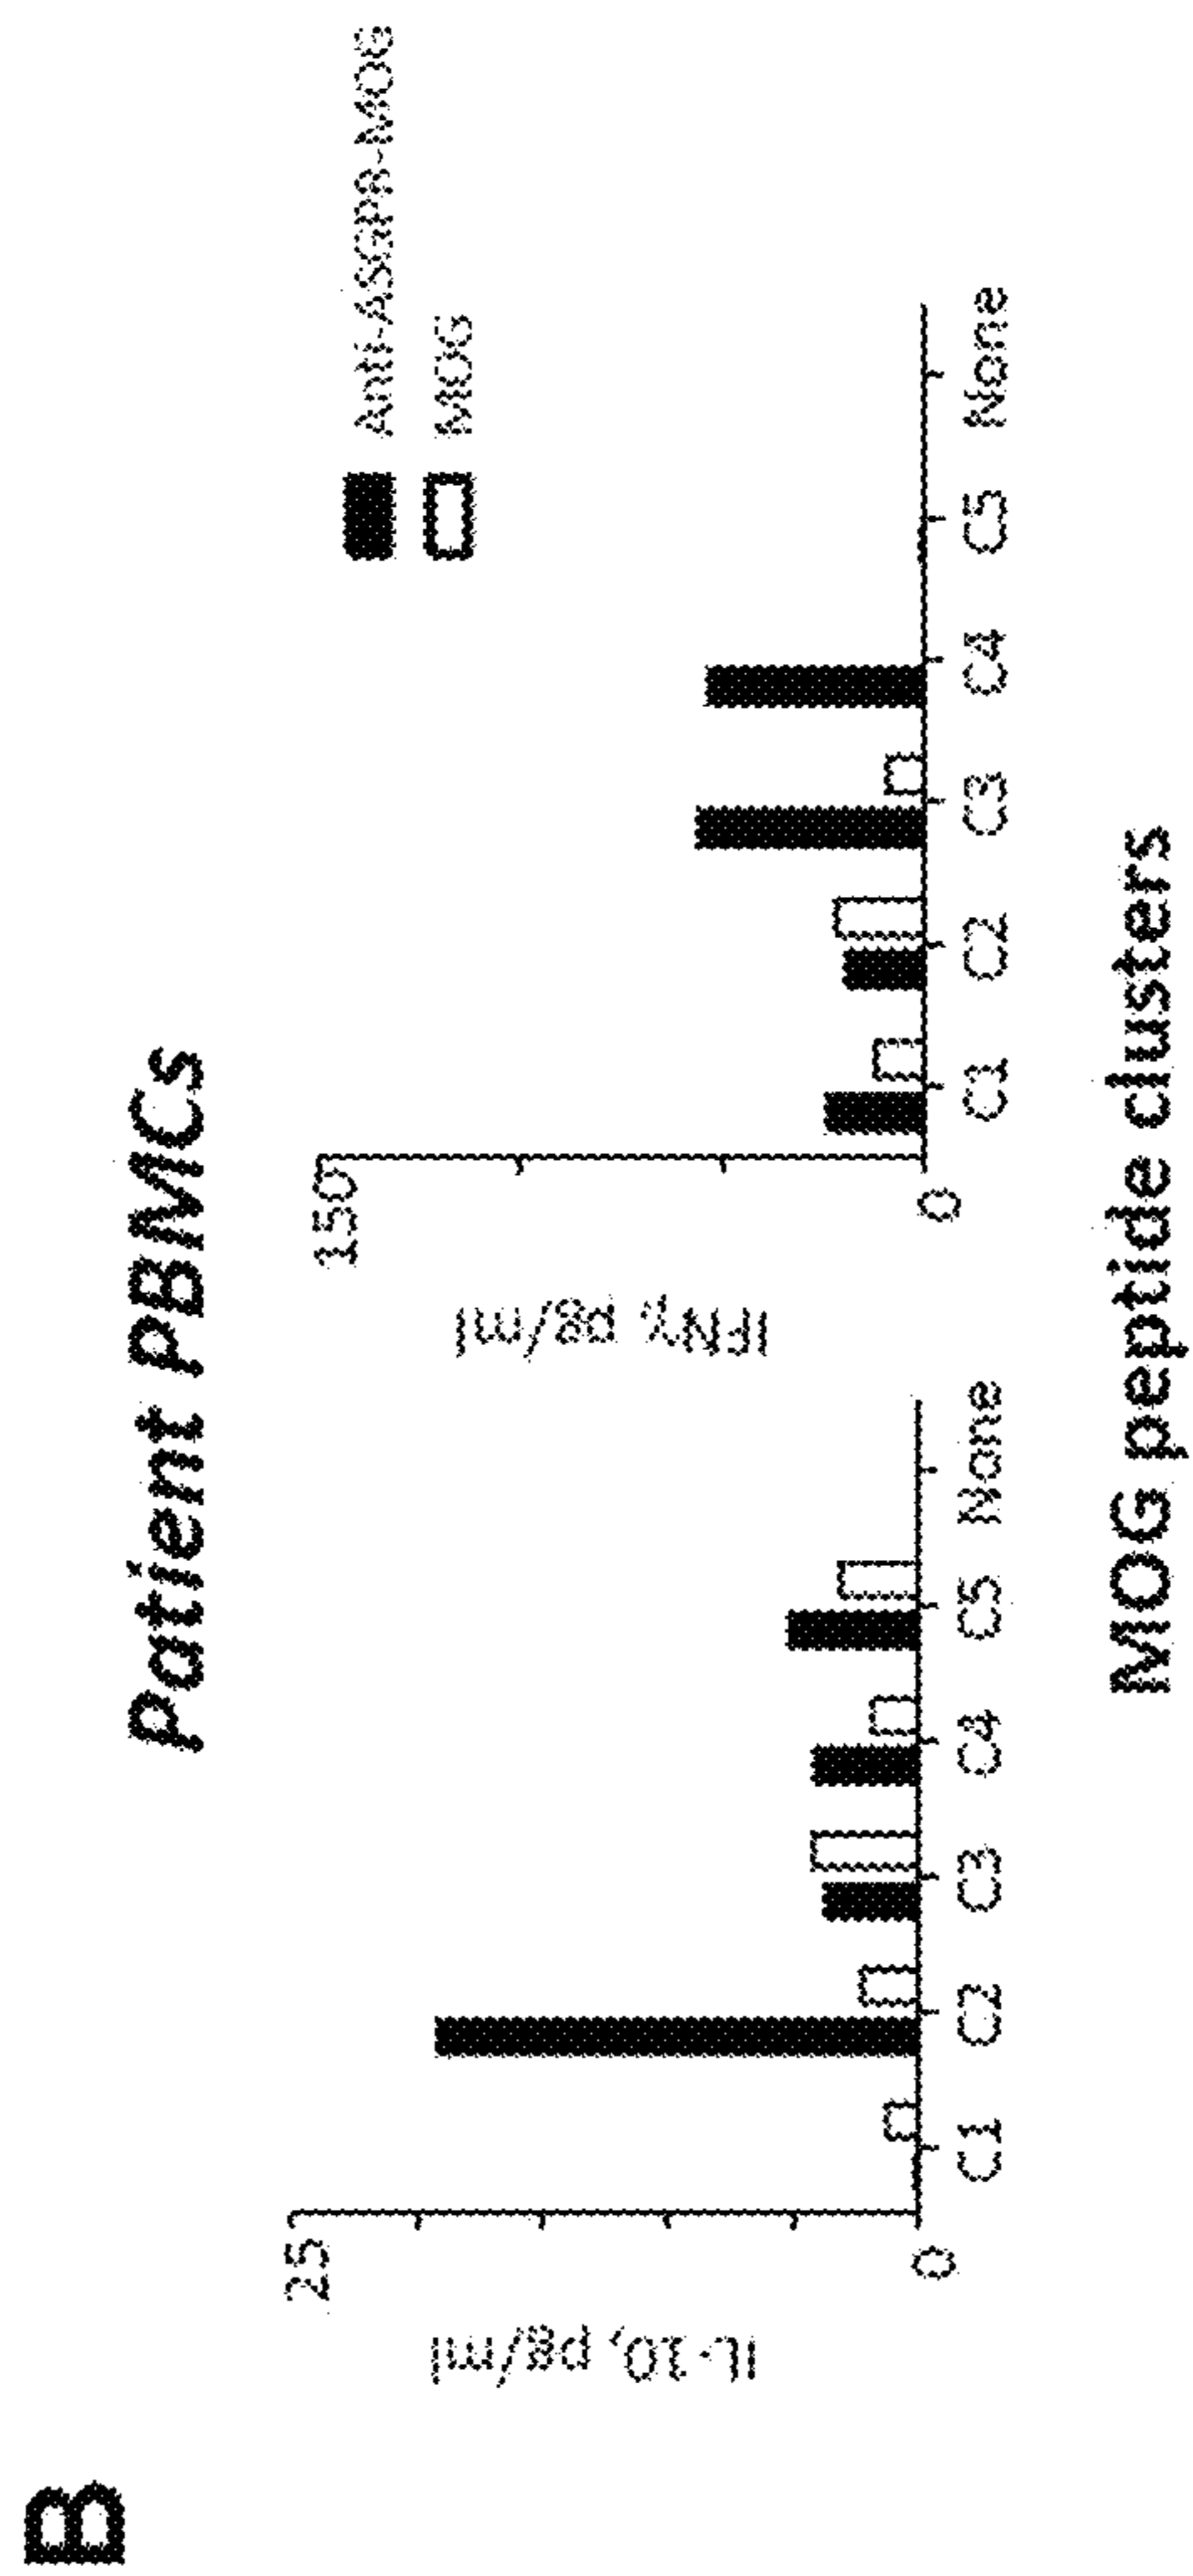 B
Patient PBMCs
Anti-ASGPR-MOG
MOG
IL-10, pg/ml
25
0
C1 C2 C3 C4 C5 None
IFNγ, pg/ml
150
0
C1 C2 C3 C4 C5 None
MOG peptide clusters